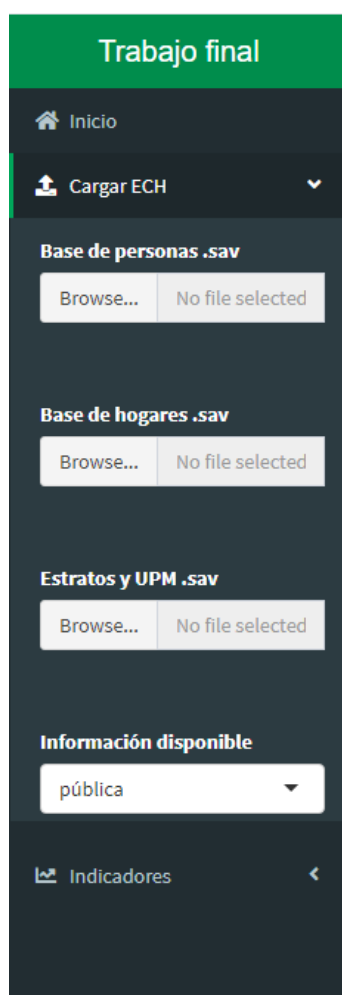 Trabajo final
Inicio
Cargar ECH
Base de personas .sav
Browse... No file selected
Base de hogares .sav
Browse... No file selected
Estratos y UPM .sav
Browse... No file selected
Información disponible
pública
Indicadores